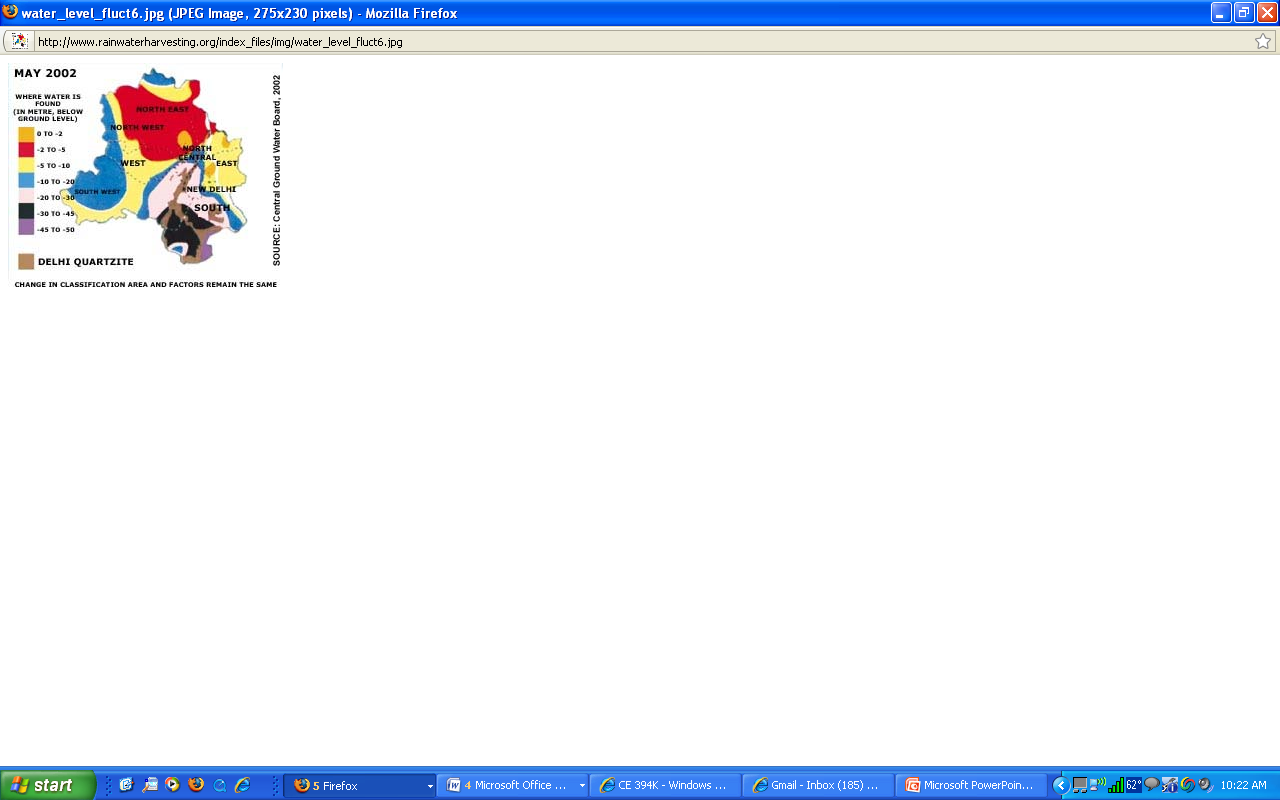 water_level_fluct6.jpg (JPEG Image, 275x230 pixels) - Mozilla Firefox
http://www.rainwaterharvesting.org/index_files/img/water_level_fluct6.jpg
MAY 2002
WHERE WATER IS
FOUND
(IN METRE, BELOW
GROUND LEVEL)
0 TO -2
-2 TO -5
-5 TO -10
-10 TO -20
-20 TO -30
-30 TO -45
-45 TO -50
DELHI QUARTZITE
NORTH EAST
NORTH WEST
NORTH
CENTRAL
WEST
EAST
SOUTH WEST
NEW DELHI
SOUTH
SOURCE: Central Ground Water Board, 2002
CHANGE IN CLASSIFICATION AREA AND FACTORS REMAIN THE SAME
start
5 Firefox
4 Microsoft Office ...
CE 394K - Windows ...
Gmail - Inbox (185) ...
Microsoft PowerPoin...
62°
10:22 AM